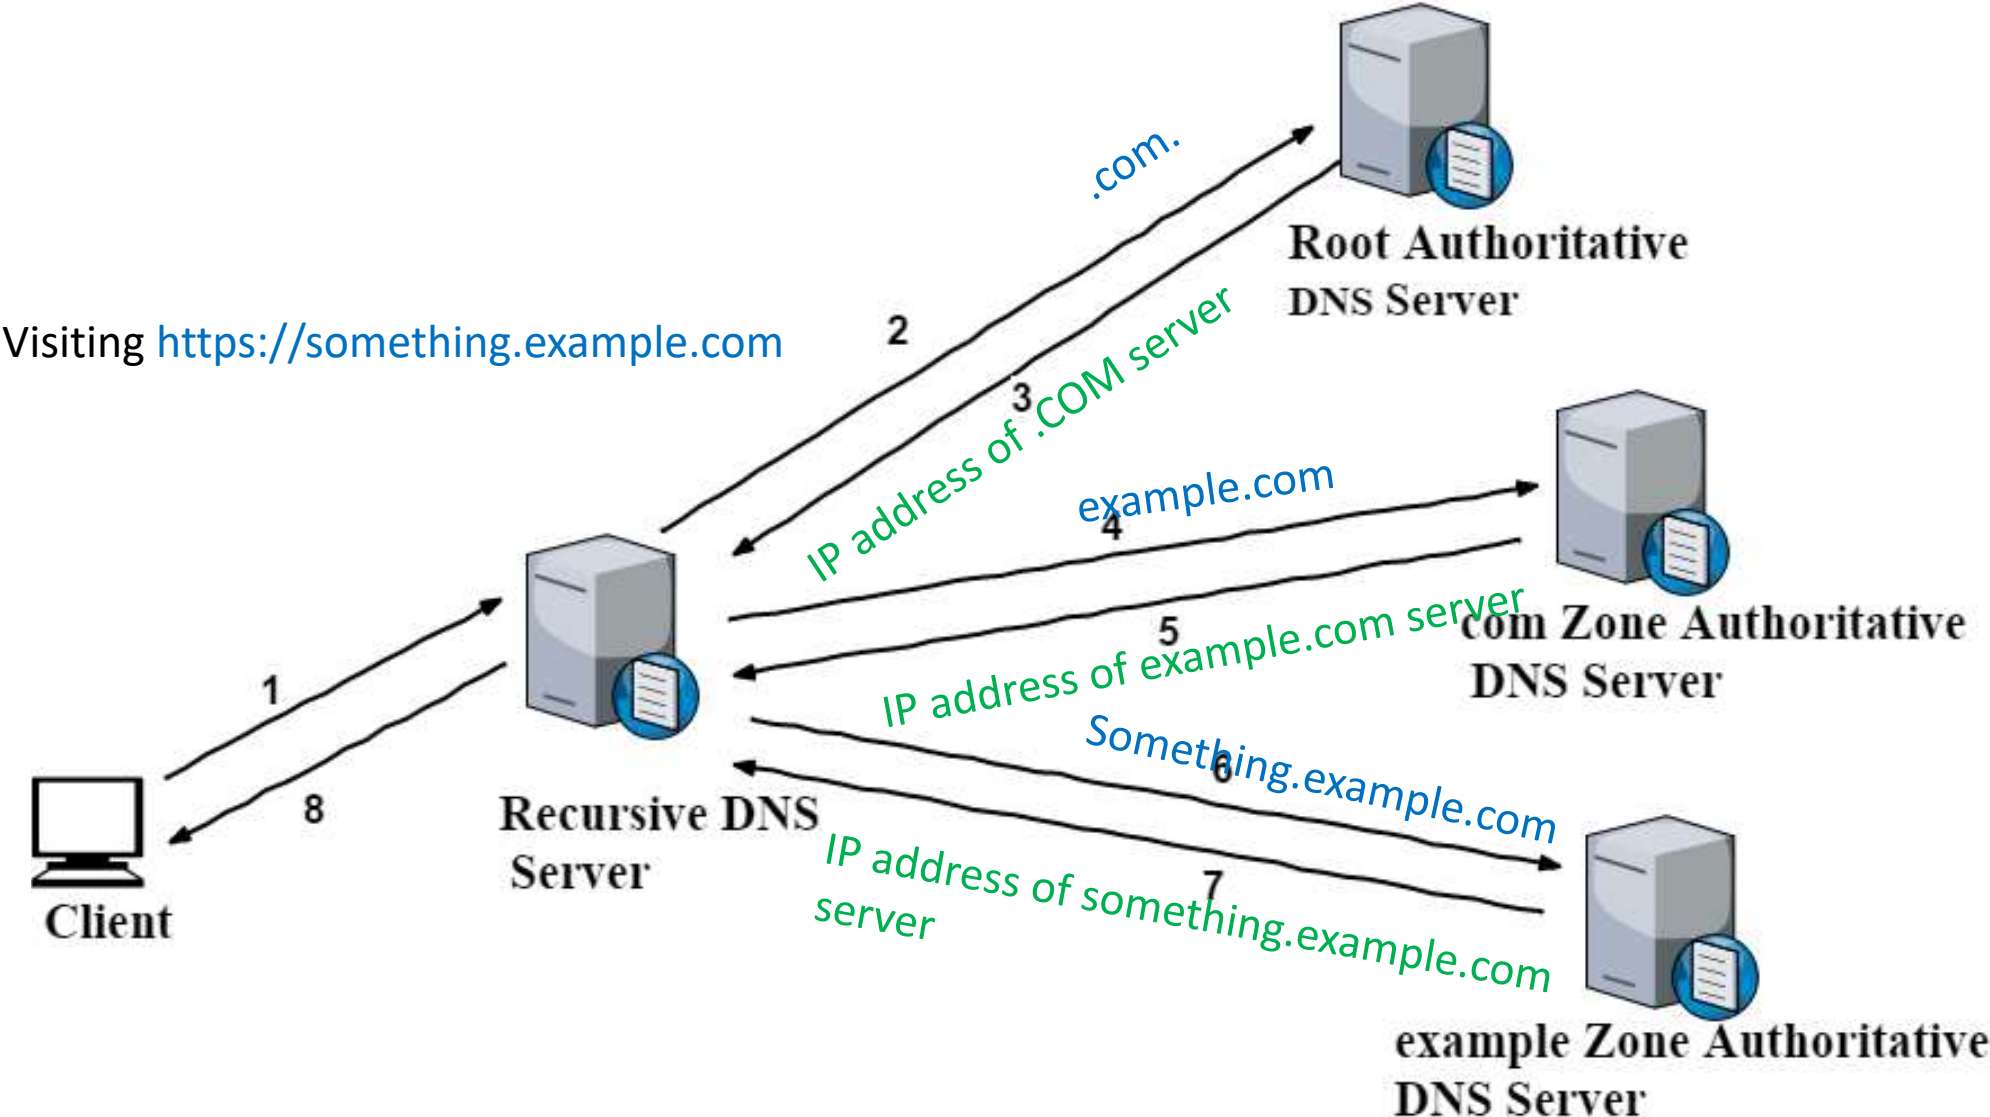 .com.
Root Authoritative
DNS Server
Visiting https://something.example.com
2
3
IP address of .COM server
example.com
4
com Zone Authoritative
DNS Server
5
IP address of example.com server
1
8
Recursive DNS
Server
Client
Something.example.com
6
7
IP address of something.example.com
server
example Zone Authoritative
DNS Server